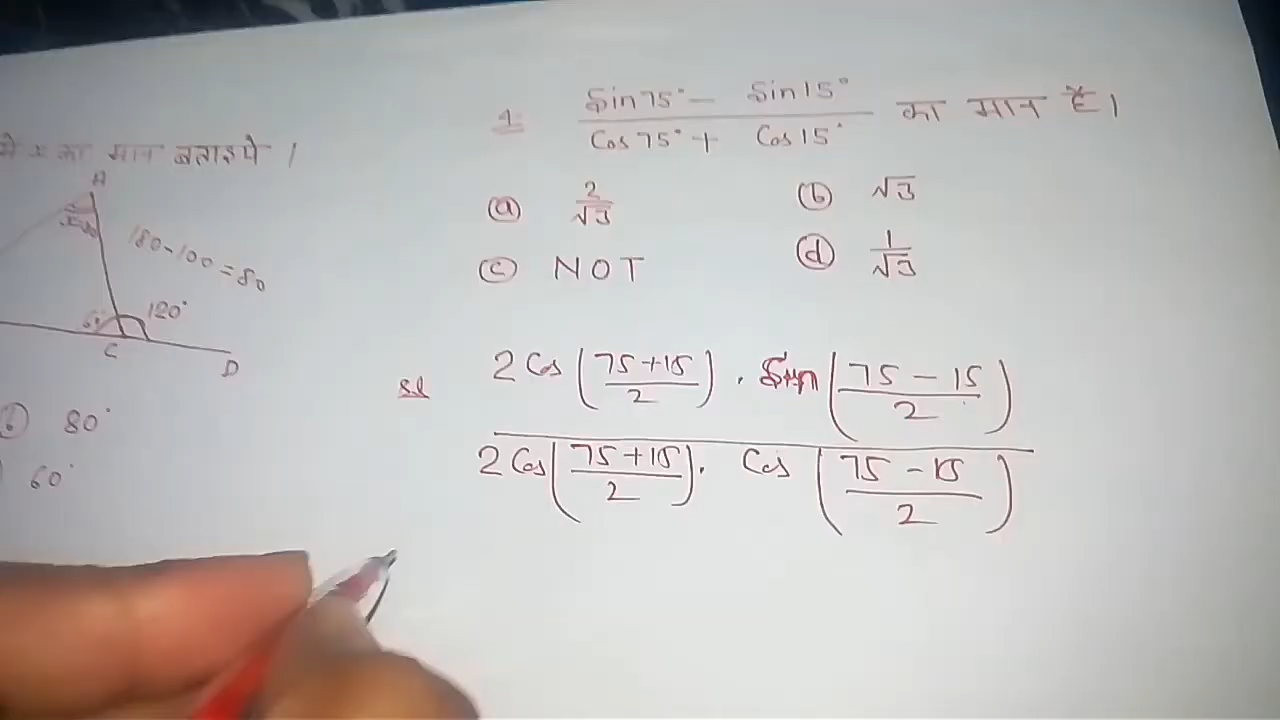 में x का मान बताइये ।
A
180-100=80
120°
C
D
b 80°
60°
1. (Sin75° - Sin15°)/(Cos75° + Cos15°) का मान है।
a 2/√3
b √3
c NOT
d 1/√3
2Cos((75+15)/2) . Sin((75-15)/2)
2Cos((75+15)/2) . Cos((75-15)/2)